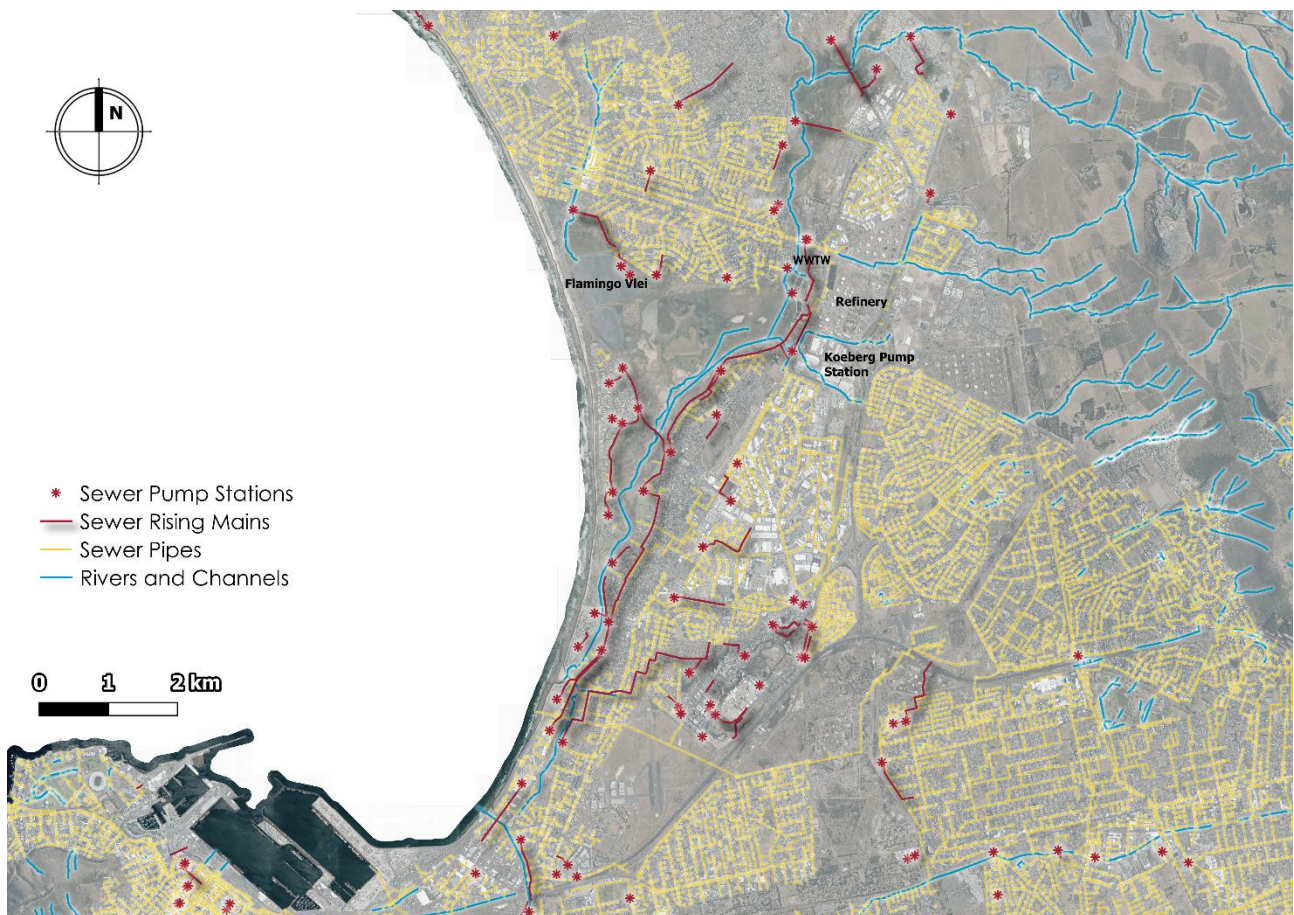 N
WWTW
Flamingo Vlei
Refinery
Koeberg Pump
Station
Sewer Pump Stations
Sewer Rising Mains
Sewer Pipes
Rivers and Channels
0 1 2 km